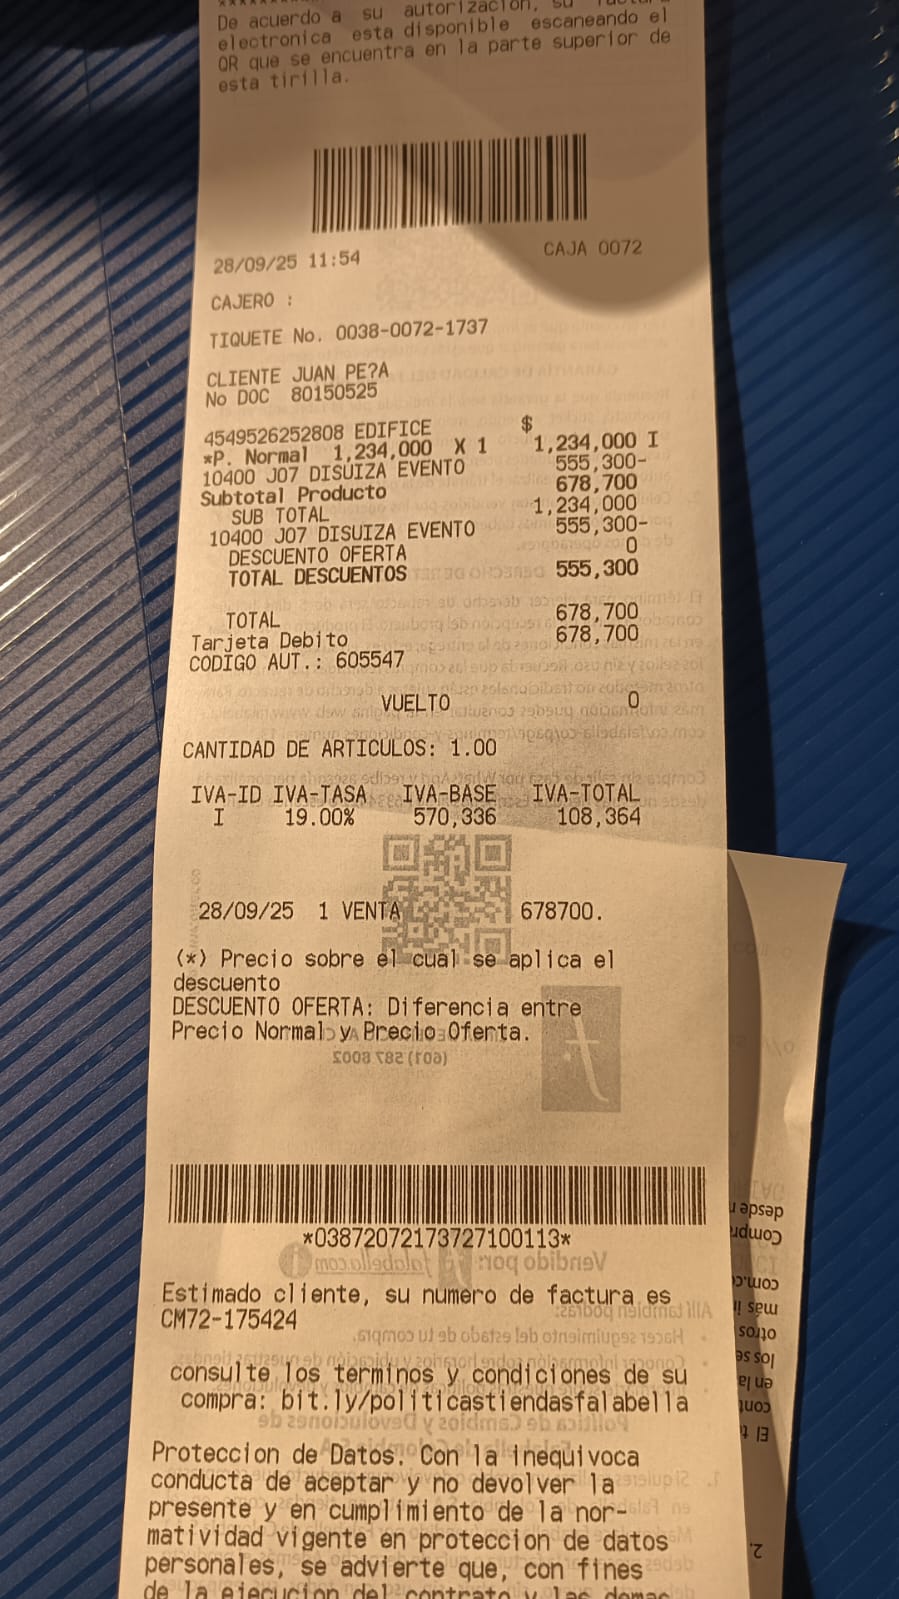 De acuerdo a su autorizacion, su factura
electronica esta disponible escaneando el
QR que se encuentra en la parte superior de
esta tirilla.
28/09/25 11:54 CAJA 0072
CAJERO :
TIQUETE No. 0038-0072-1737
CLIENTE JUAN PE?A
No DOC 80150525
4549526252808 EDIFICE $
*P. Normal 1,234,000 X 1 1,234,000 I
10400 J07 DISUIZA EVENTO 555,300-
Subtotal Producto 678,700
SUB TOTAL 1,234,000
10400 J07 DISUIZA EVENTO 555,300-
DESCUENTO OFERTA 0
TOTAL DESCUENTOS 555,300
TOTAL 678,700
Tarjeta Debito 678,700
CODIGO AUT.: 605547
VUELTO 0
CANTIDAD DE ARTICULOS: 1.00
IVA-ID IVA-TASA IVA-BASE IVA-TOTAL
I 19.00% 570,336 108,364
28/09/25 1 VENTA 678700.
(*) Precio sobre el cual se aplica el
descuento
DESCUENTO OFERTA: Diferencia entre
Precio Normal y Precio Oferta.
*03872072173727100113*
Estimado cliente, su numero de factura es
CM72-175424
consulte los terminos y condiciones de su
compra: bit.ly/politicastiendasfalabella
Proteccion de Datos. Con la inequivoca
conducta de aceptar y no devolver la
presente y en cumplimiento de la nor-
matividad vigente en proteccion de datos
personales, se advierte que, con fines
de la ejecucion del contrato y las demas